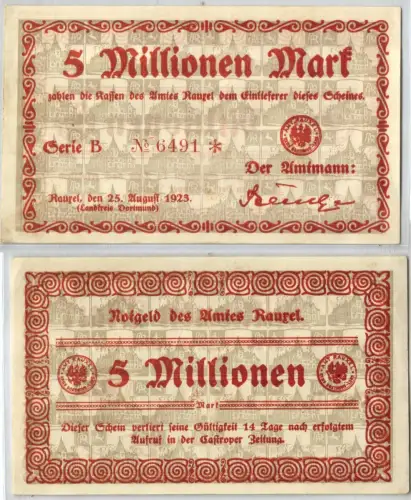 5 Millionen Mark
zahlen die Kassen des Amtes Rauxel dem Einlieferer dieses Scheines.
Serie B № 6491 *
Der Amtmann:
Rauxel, den 25. August 1923.
(Landkreis Dortmund)
Notgeld des Amtes Rauxel.
5 Millionen
Mark
Dieser Schein verliert seine Gültigkeit 14 Tage nach erfolgtem
Aufruf in der Castroper Zeitung.